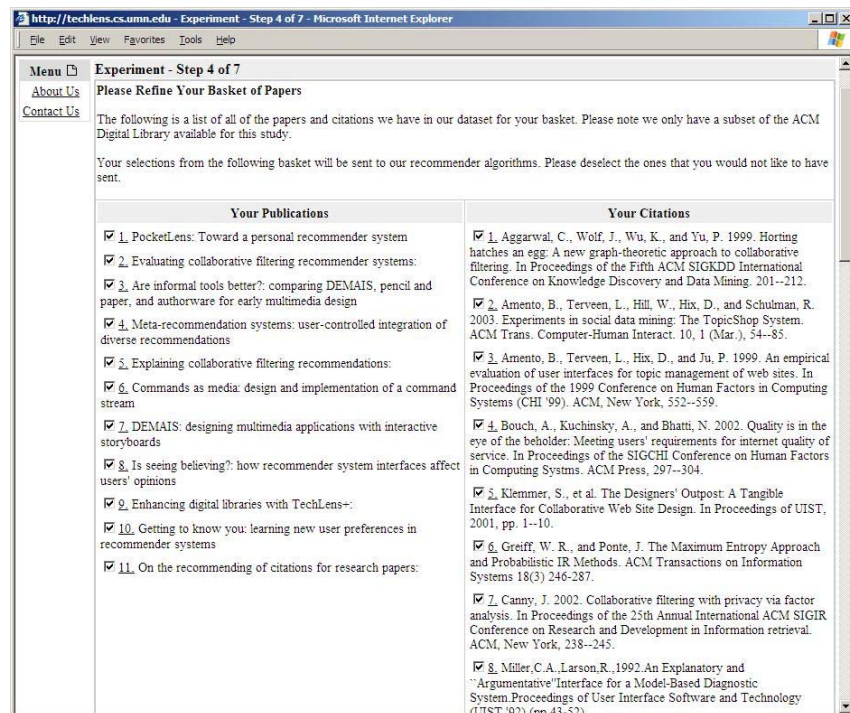 http://techlens.cs.umn.edu - Experiment - Step 4 of 7 - Microsoft Internet Explorer
File Edit View Favorites Tools Help
Menu
About Us
Contact Us
Experiment - Step 4 of 7
Please Refine Your Basket of Papers
The following is a list of all of the papers and citations we have in our dataset for your basket. Please note we only have a subset of the ACM
Digital Library available for this study.
Your selections from the following basket will be sent to our recommender algorithms. Please deselect the ones that you would not like to have
sent.
Your Publications
1. PocketLens: Toward a personal recommender system
2. Evaluating collaborative filtering recommender systems:
3. Are informal tools better?: comparing DEMAIS, pencil and
paper, and authorware for early multimedia design
4. Meta-recommendation systems: user-controlled integration of
diverse recommendations
5. Explaining collaborative filtering recommendations:
6. Commands as media: design and implementation of a command
stream
7. DEMAIS: designing multimedia applications with interactive
storyboards
8. Is seeing believing?: how recommender system interfaces affect
users' opinions
9. Enhancing digital libraries with TechLens+:
10. Getting to know you: learning new user preferences in
recommender systems
11. On the recommending of citations for research papers:
Your Citations
1. Aggarwal, C., Wolf, J., Wu, K., and Yu, P. 1999. Horting
hatches an egg: A new graph-theoretic approach to collaborative
filtering. In Proceedings of the Fifth ACM SIGKDD International
Conference on Knowledge Discovery and Data Mining. 201--212.
2. Amento, B., Terveen, L., Hill, W., Hix, D., and Schulman, R.
2003. Experiments in social data mining: The TopicShop System.
ACM Trans. Computer-Human Interact. 10, 1 (Mar.), 54--85.
3. Amento, B., Terveen, L., Hix, D., and Ju, P. 1999. An empirical
evaluation of user interfaces for topic management of web sites. In
Proceedings of the 1999 Conference on Human Factors in Computing
Systems (CHI '99). ACM, New York, 552--559.
4. Bouch, A., Kuchinsky, A., and Bhatti, N. 2002. Quality is in the
eye of the beholder: Meeting users' requirements for internet quality of
service. In Proceedings of the SIGCHI Conference on Human Factors
in Computing Systms. ACM Press, 297--304.
5. Klemmer, S., et al. The Designers' Outpost: A Tangible
Interface for Collaborative Web Site Design. In Proceedings of UIST,
2001, pp. 1--10.
6. Greiff, W. R., and Ponte, J. The Maximum Entropy Approach
and Probabilistic IR Methods. ACM Transactions on Information
Systems 18(3) 246-287.
7. Canny, J. 2002. Collaborative filtering with privacy via factor
analysis. In Proceedings of the 25th Annual International ACM SIGIR
Conference on Research and Development in Information retrieval.
ACM, New York, 238--245.
8. Miller,C.A.,Larson,R.,1992.An Explanatory and
``Argumentative''Interface for a Model-Based Diagnostic
System.Proceedings of User Interface Software and Technology
(UIST '92) (pp.43-52)